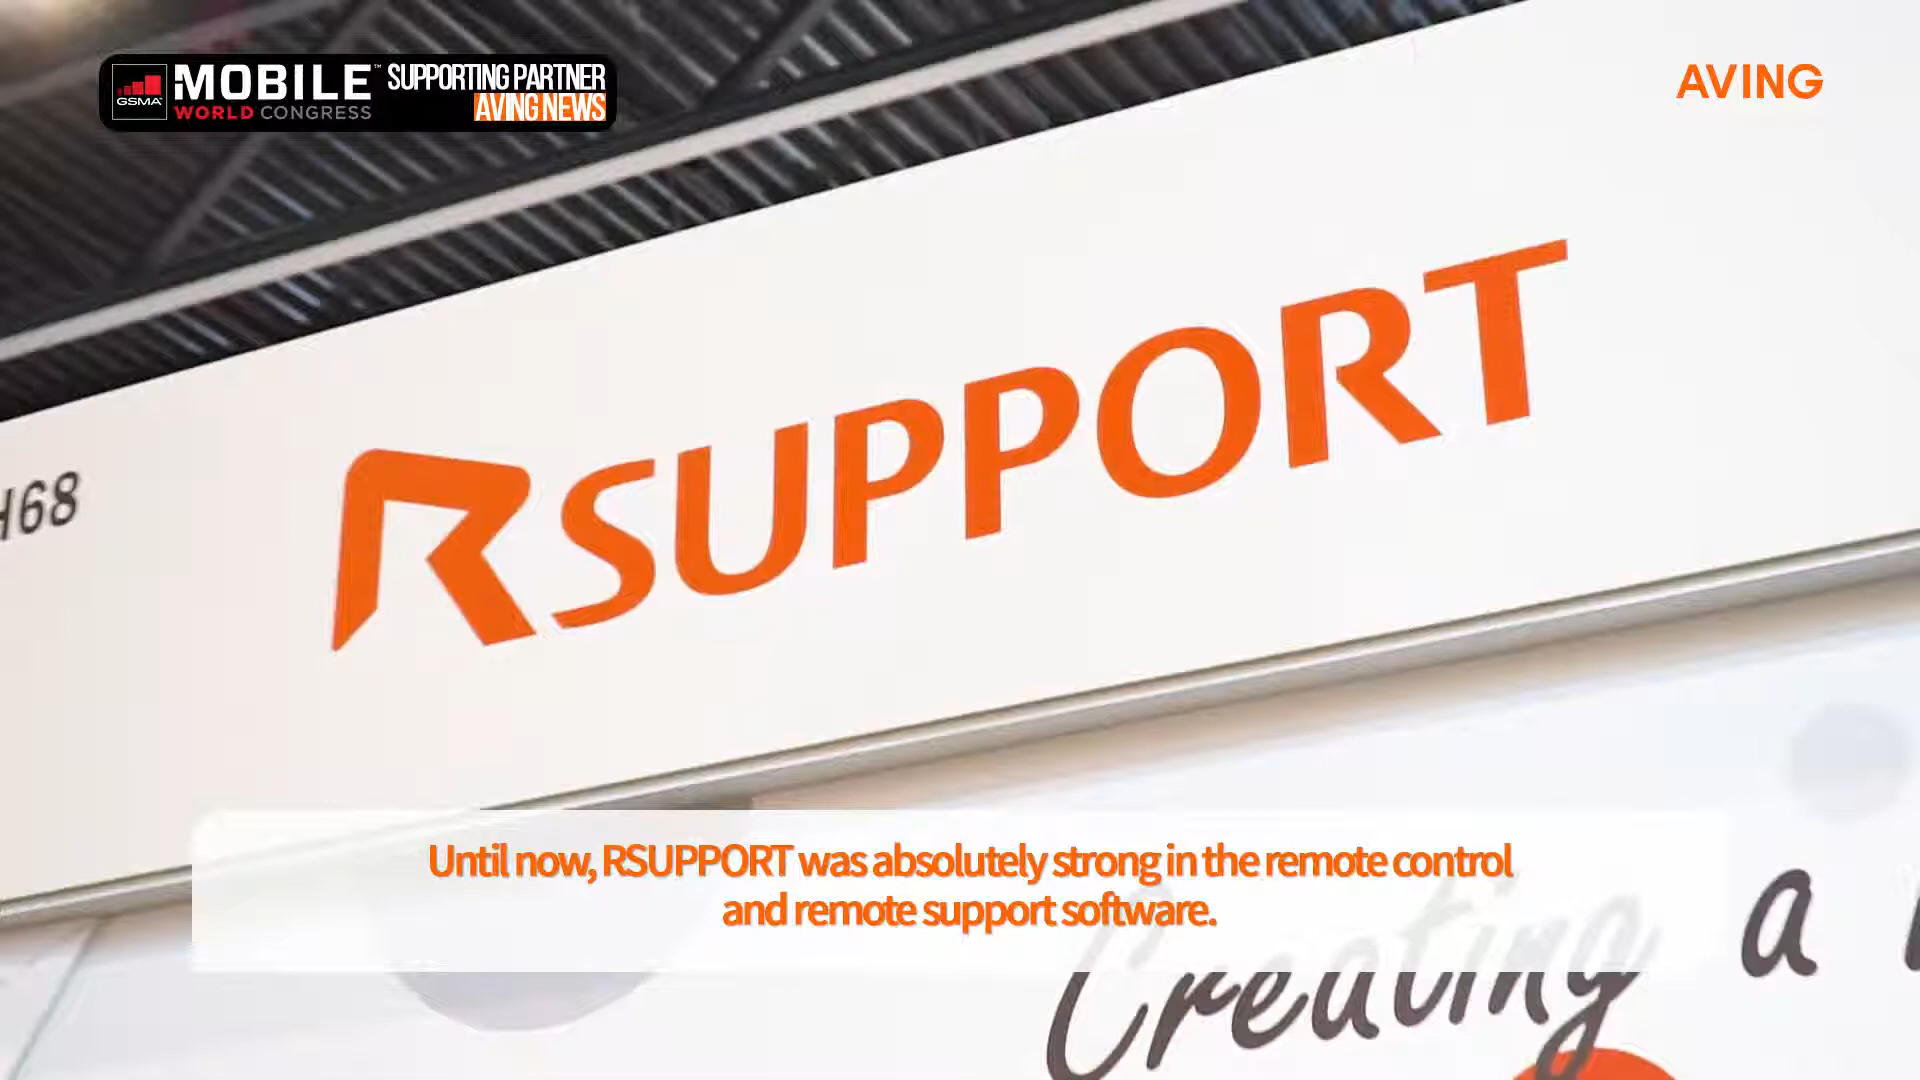 GSMA
MOBILE™
WORLD CONGRESS
SUPPORTING PARTNER
AVING NEWS
AVING
RSUPPORT
H68
Until now, RSUPPORT was absolutely strong in the remote control
and remote support software.
Creating a